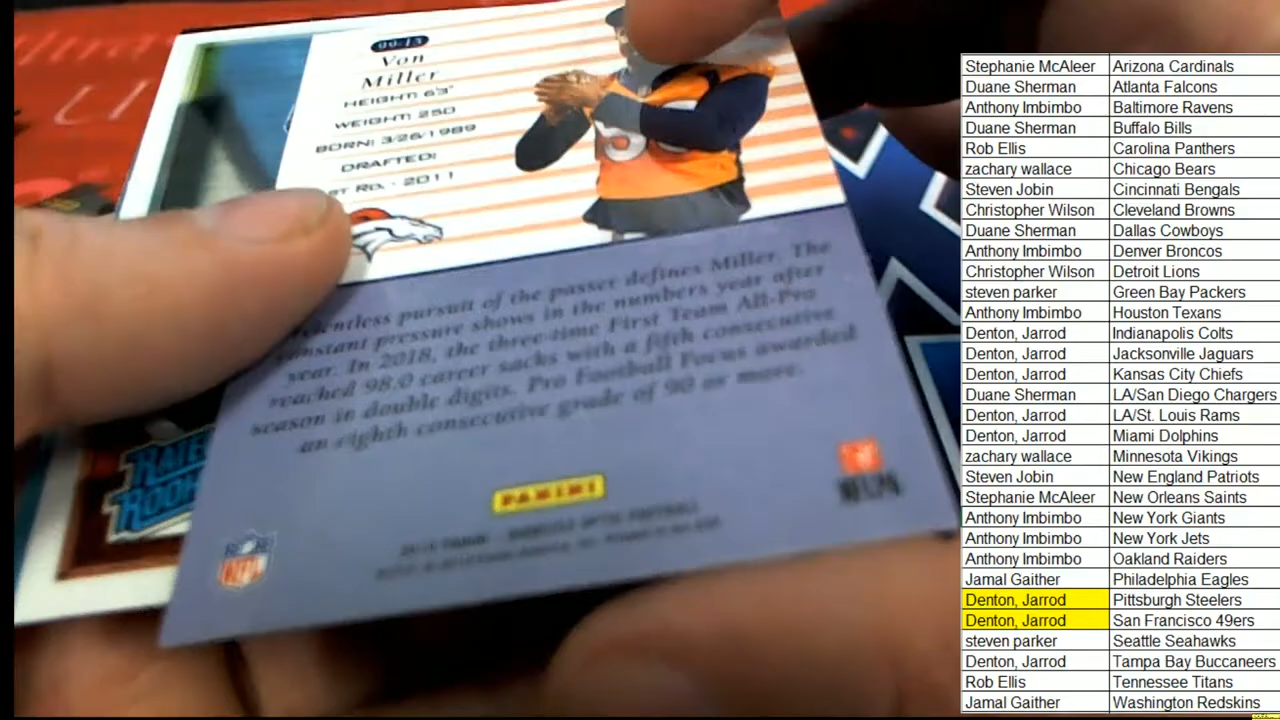 99-15
Von
Miller
HEIGHT: 6'3"
WEIGHT: 250
BORN: 3/26/1989
DRAFTED:
RD. - 2011
pursuit of the passer defines Miller. The
constant pressure shows in the numbers year after
year. In 2018, the three-time First Team All-Pro
reached 98.0 career sacks with a fifth consecutive
season in double digits. Pro Football Focus awarded
an eighth consecutive grade of 90 or more.
PANINI
NFL
NFLPA
RATED
ROOKIE
Stephanie McAleer Arizona Cardinals
Duane Sherman Atlanta Falcons
Anthony Imbimbo Baltimore Ravens
Duane Sherman Buffalo Bills
Rob Ellis Carolina Panthers
zachary wallace Chicago Bears
Steven Jobin Cincinnati Bengals
Christopher Wilson Cleveland Browns
Duane Sherman Dallas Cowboys
Anthony Imbimbo Denver Broncos
Christopher Wilson Detroit Lions
steven parker Green Bay Packers
Anthony Imbimbo Houston Texans
Denton, Jarrod Indianapolis Colts
Denton, Jarrod Jacksonville Jaguars
Denton, Jarrod Kansas City Chiefs
Duane Sherman LA/San Diego Chargers
Denton, Jarrod LA/St. Louis Rams
Denton, Jarrod Miami Dolphins
zachary wallace Minnesota Vikings
Steven Jobin New England Patriots
Stephanie McAleer New Orleans Saints
Anthony Imbimbo New York Giants
Anthony Imbimbo New York Jets
Anthony Imbimbo Oakland Raiders
Jamal Gaither Philadelphia Eagles
Denton, Jarrod Pittsburgh Steelers
Denton, Jarrod San Francisco 49ers
steven parker Seattle Seahawks
Denton, Jarrod Tampa Bay Buccaneers
Rob Ellis Tennessee Titans
Jamal Gaither Washington Redskins